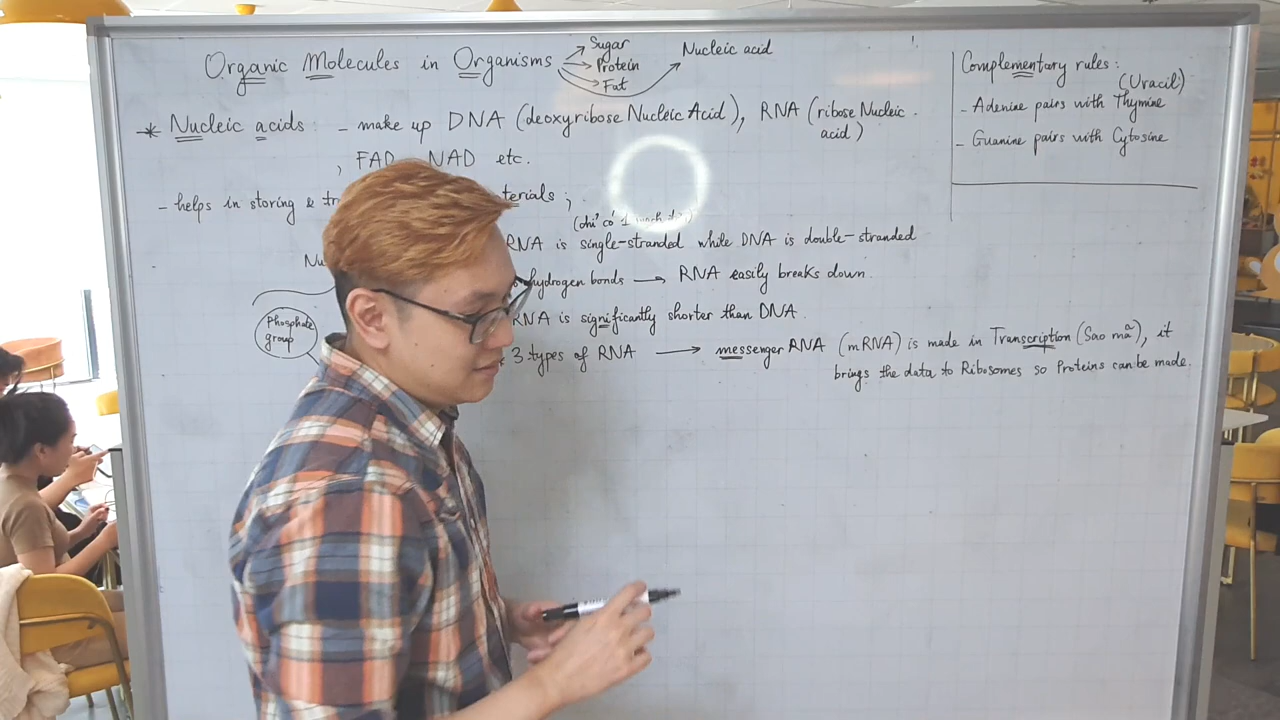 Organic Molecules in Organisms
Sugar
Protein
Fat
Nucleic acid
* Nucleic acids: - make up DNA (deoxyribose Nucleic Acid), RNA (ribose Nucleic acid)
, FAD, NAD etc.
- helps in storing & terials;
(chỉ có 1 mạch)
RNA is single-stranded while DNA is double-stranded
hydrogen bonds → RNA easily breaks down.
RNA is significantly shorter than DNA.
3 types of RNA → messenger RNA (mRNA) is made in Transcription (Sao mã), it
brings the data to Ribosomes so Proteins can be made.
Phosphate
group
Complementary rules:
(Uracil)
- Adenine pairs with Thymine
- Guanine pairs with Cytosine